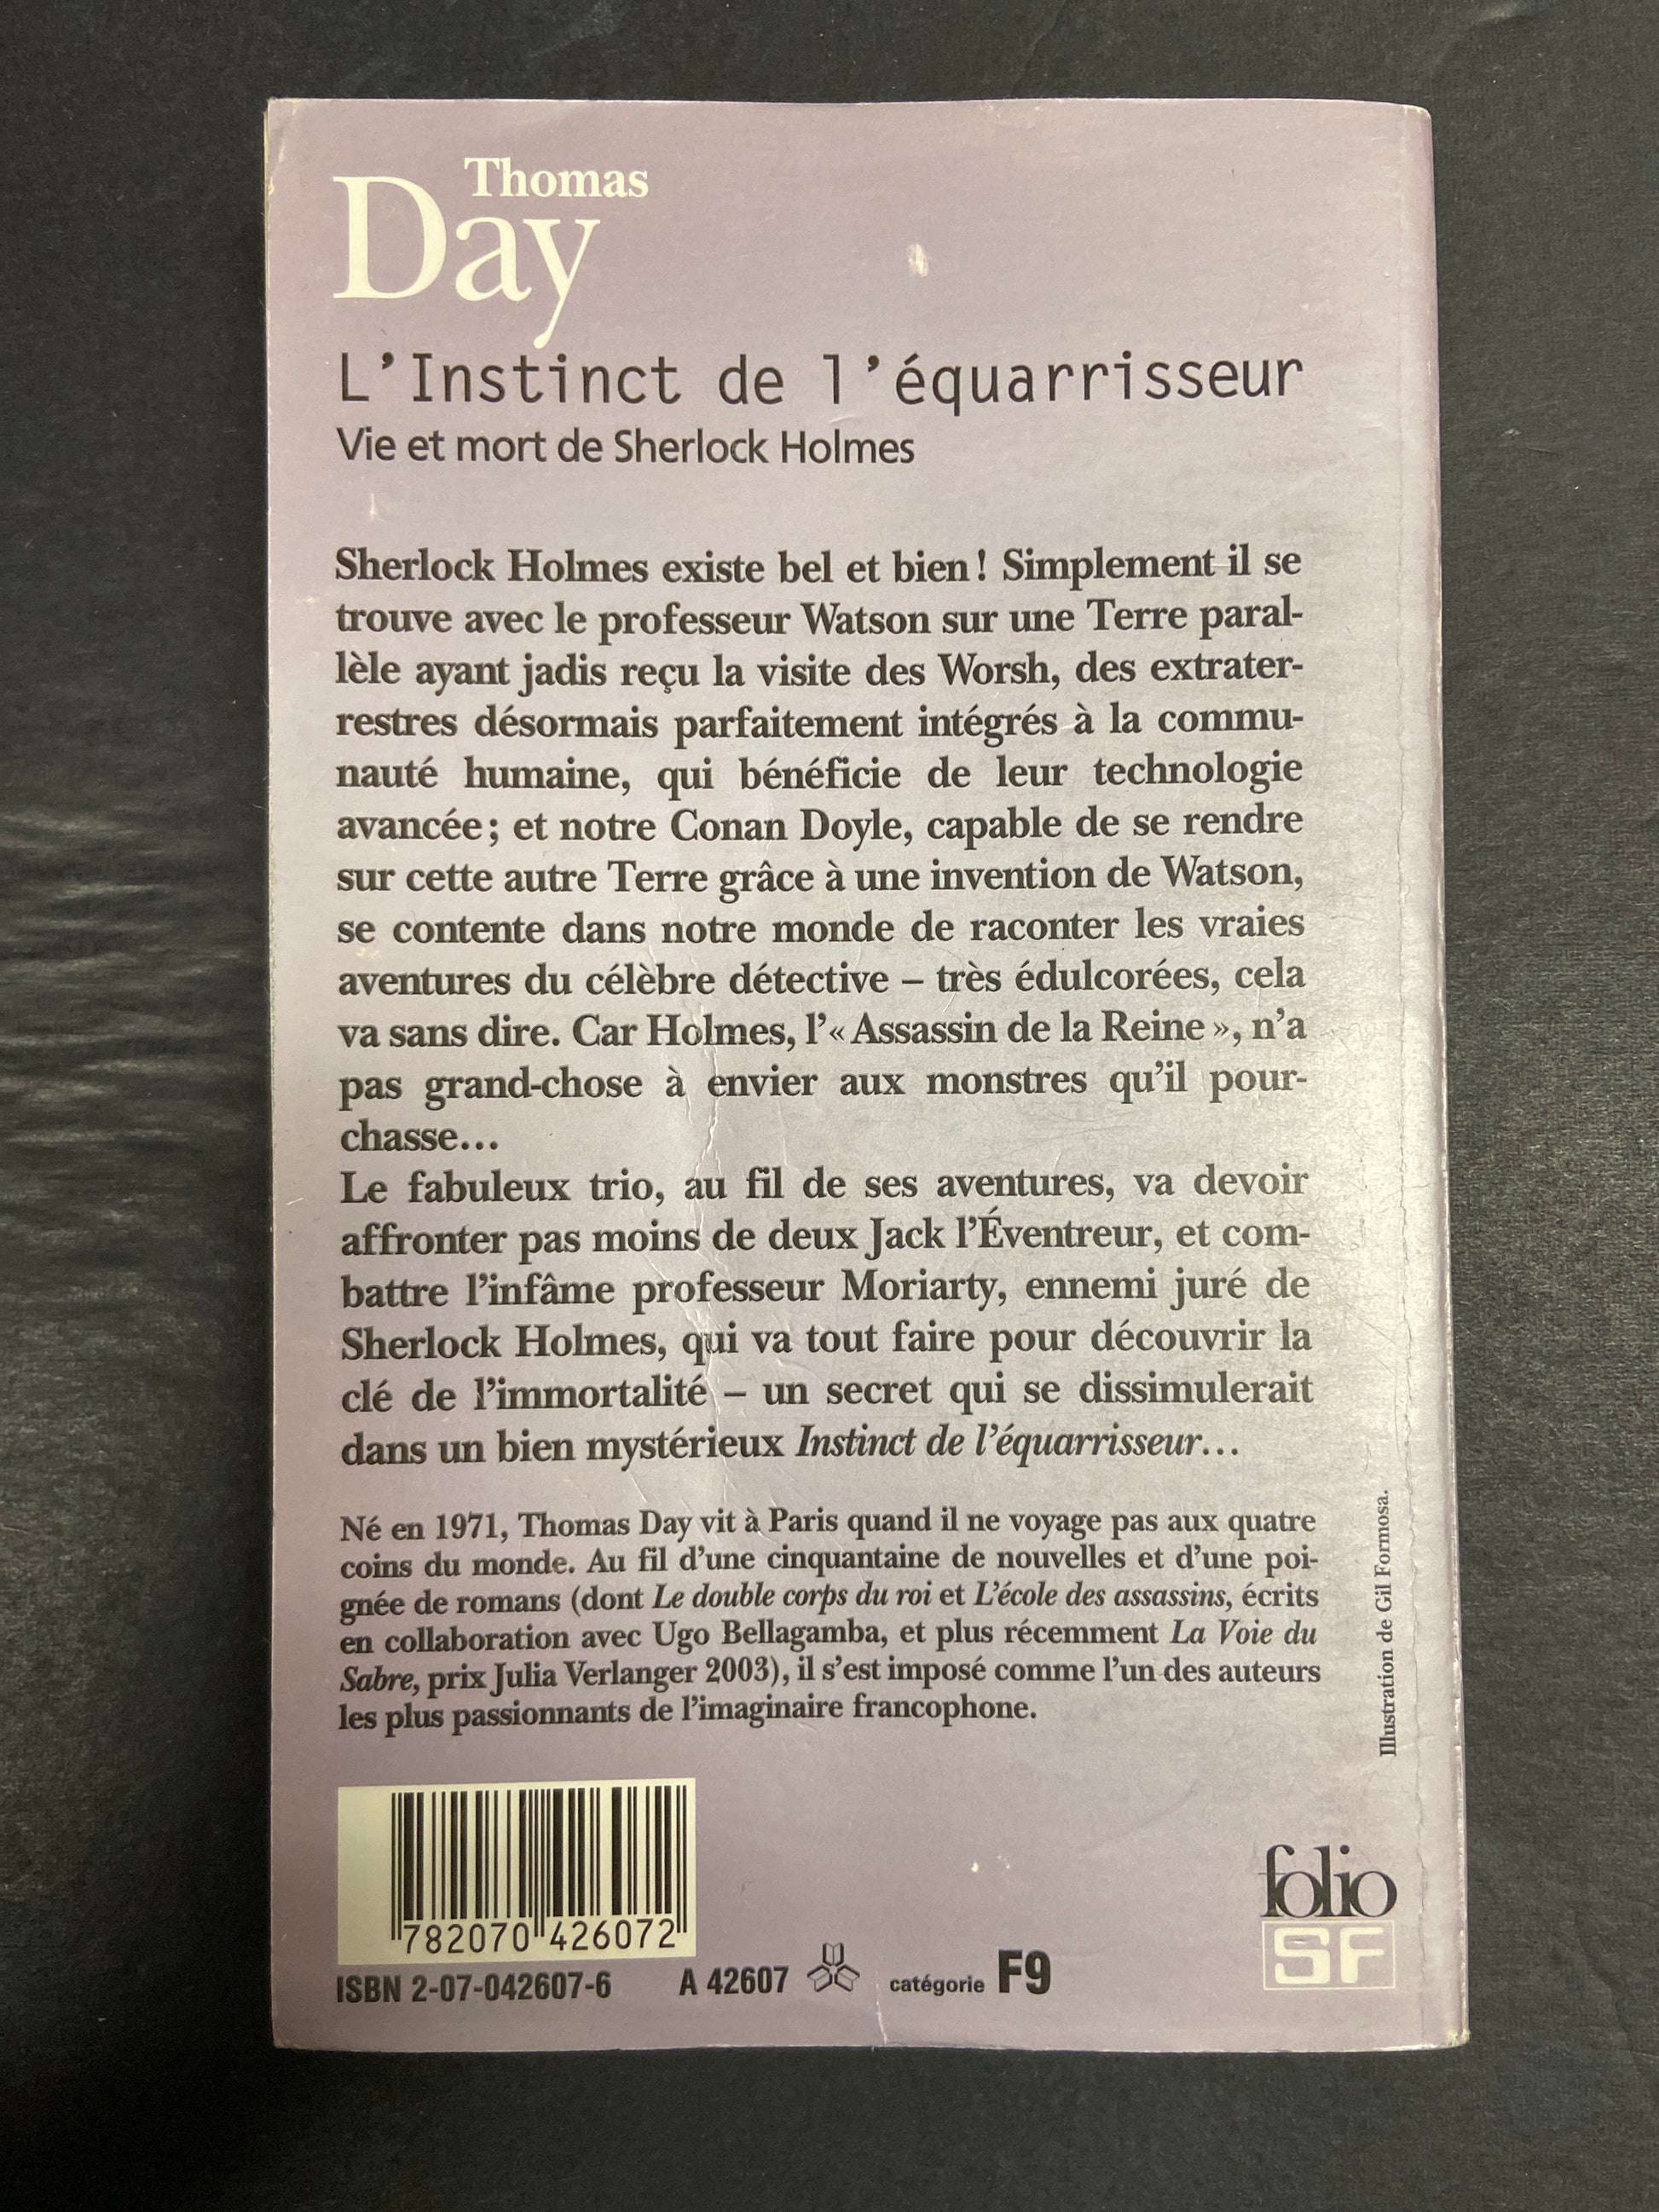 Thomas
Day
L'Instinct de l'équarrisseur
Vie et mort de Sherlock Holmes
Sherlock Holmes existe bel et bien ! Simplement il se
trouve avec le professeur Watson sur une Terre paral-
lèle ayant jadis reçu la visite des Worsh, des extrater-
restres désormais parfaitement intégrés à la commu-
nauté humaine, qui bénéficie de leur technologie
avancée ; et notre Conan Doyle, capable de se rendre
sur cette autre Terre grâce à une invention de Watson,
se contente dans notre monde de raconter les vraies
aventures du célèbre détective – très édulcorées, cela
va sans dire. Car Holmes, l'« Assassin de la Reine », n'a
pas grand-chose à envier aux monstres qu'il pour-
chasse...
Le fabuleux trio, au fil de ses aventures, va devoir
affronter pas moins de deux Jack l'Éventreur, et com-
battre l'infâme professeur Moriarty, ennemi juré de
Sherlock Holmes, qui va tout faire pour découvrir la
clé de l'immortalité – un secret qui se dissimulerait
dans un bien mystérieux Instinct de l'équarrisseur...
Né en 1971, Thomas Day vit à Paris quand il ne voyage pas aux quatre
coins du monde. Au fil d'une cinquantaine de nouvelles et d'une poi-
gnée de romans (dont Le double corps du roi et L'école des assassins, écrits
en collaboration avec Ugo Bellagamba, et plus récemment La Voie du
Sabre, prix Julia Verlanger 2003), il s'est imposé comme l'un des auteurs
les plus passionnants de l'imaginaire francophone.
Illustration de Gil Formosa.
782070 426072
ISBN 2-07-042607-6 A 42607 catégorie F9
folio
SF